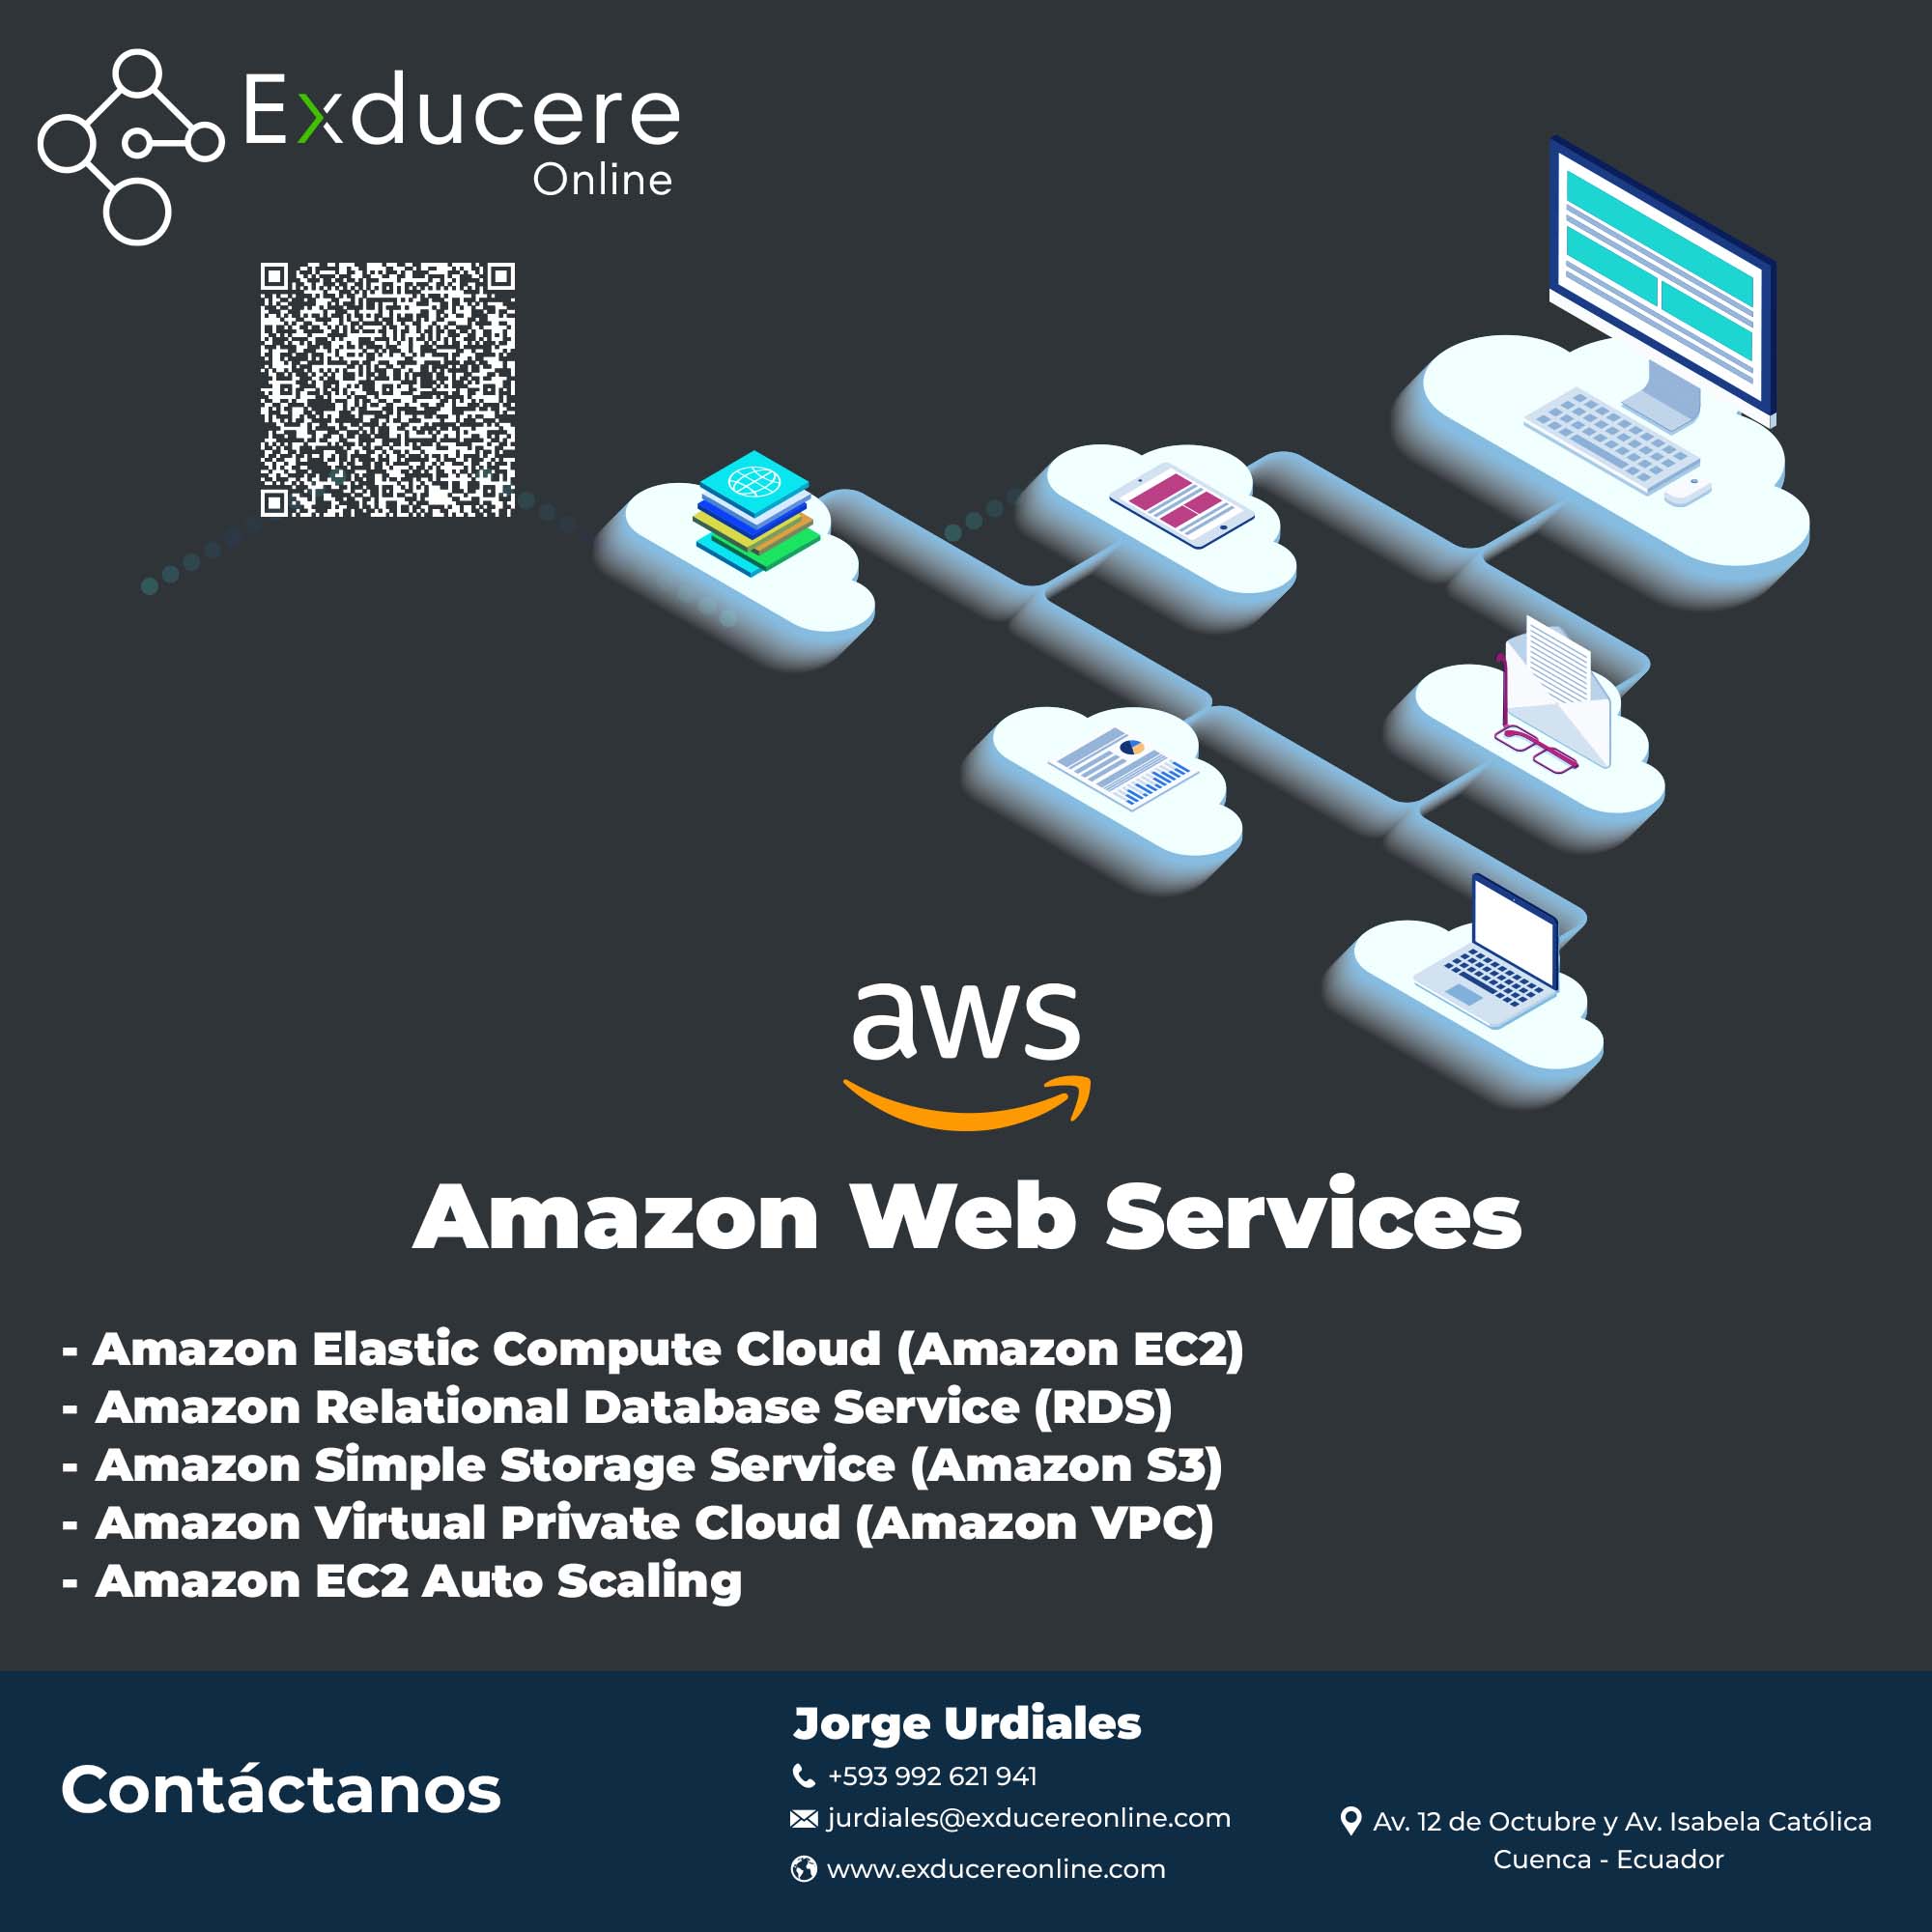 Exducere
Online
aws
Amazon Web Services
- Amazon Elastic Compute Cloud (Amazon EC2)
- Amazon Relational Database Service (RDS)
- Amazon Simple Storage Service (Amazon S3)
- Amazon Virtual Private Cloud (Amazon VPC)
- Amazon EC2 Auto Scaling
Contáctanos
Jorge Urdiales
+593 992 621 941
jurdiales@exducereonline.com
www.exducereonline.com
Av. 12 de Octubre y Av. Isabela Católica
Cuenca - Ecuador